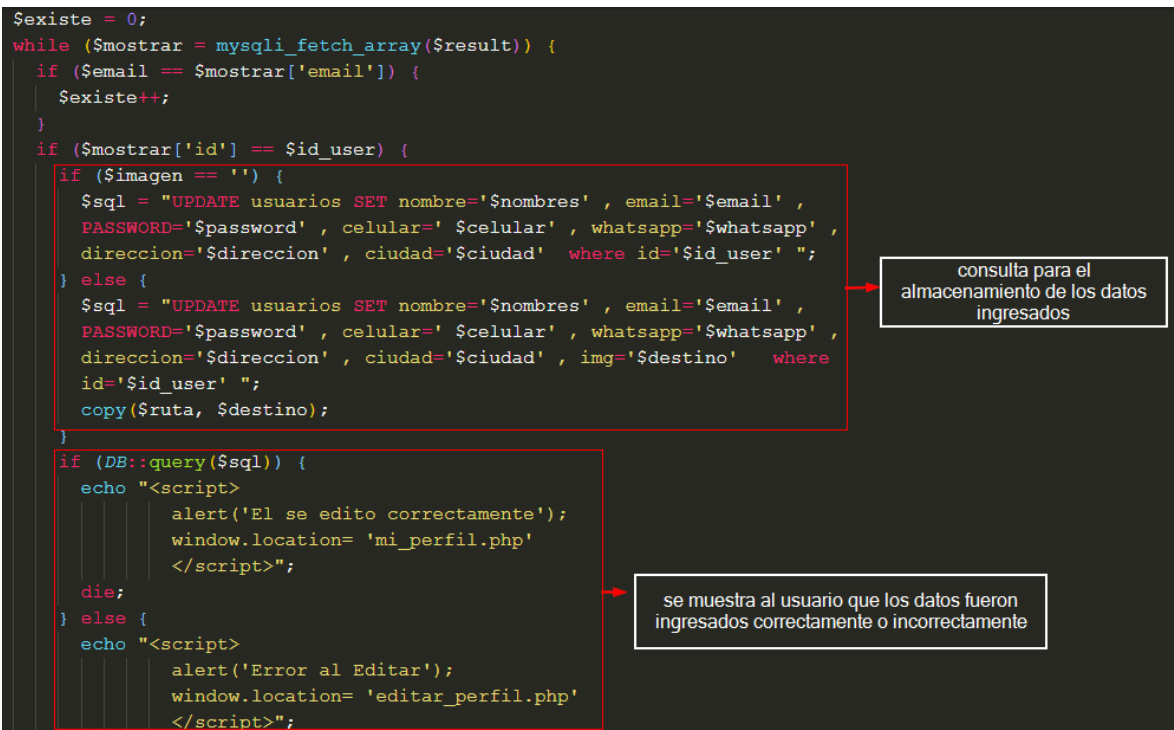 $existe = 0;
while ($mostrar = mysqli_fetch_array($result)) {
if ($email == $mostrar['email']) {
$existe++;
}
if ($mostrar['id'] == $id_user) {
if ($imagen == '') {
$sql = "UPDATE usuarios SET nombre='$nombres' , email='$email' ,
PASSWORD='$password' , celular=' $celular' , whatsapp='$whatsapp' ,
direccion='$direccion' , ciudad='$ciudad'  where id='$id_user' ";
} else {
$sql = "UPDATE usuarios SET nombre='$nombres' , email='$email' ,
PASSWORD='$password' , celular=' $celular' , whatsapp='$whatsapp' ,
direccion='$direccion' , ciudad='$ciudad' , img='$destino'   where
id='$id_user' ";
copy($ruta, $destino);
}
consulta para el
almacenamiento de los datos
ingresados
if (DB::query($sql)) {
echo "<script>
alert('El se edito correctamente');
window.location= 'mi_perfil.php'
</script>";
die;
} else {
echo "<script>
alert('Error al Editar');
window.location= 'editar_perfil.php'
</script>";
se muestra al usuario que los datos fueron
ingresados correctamente o incorrectamente